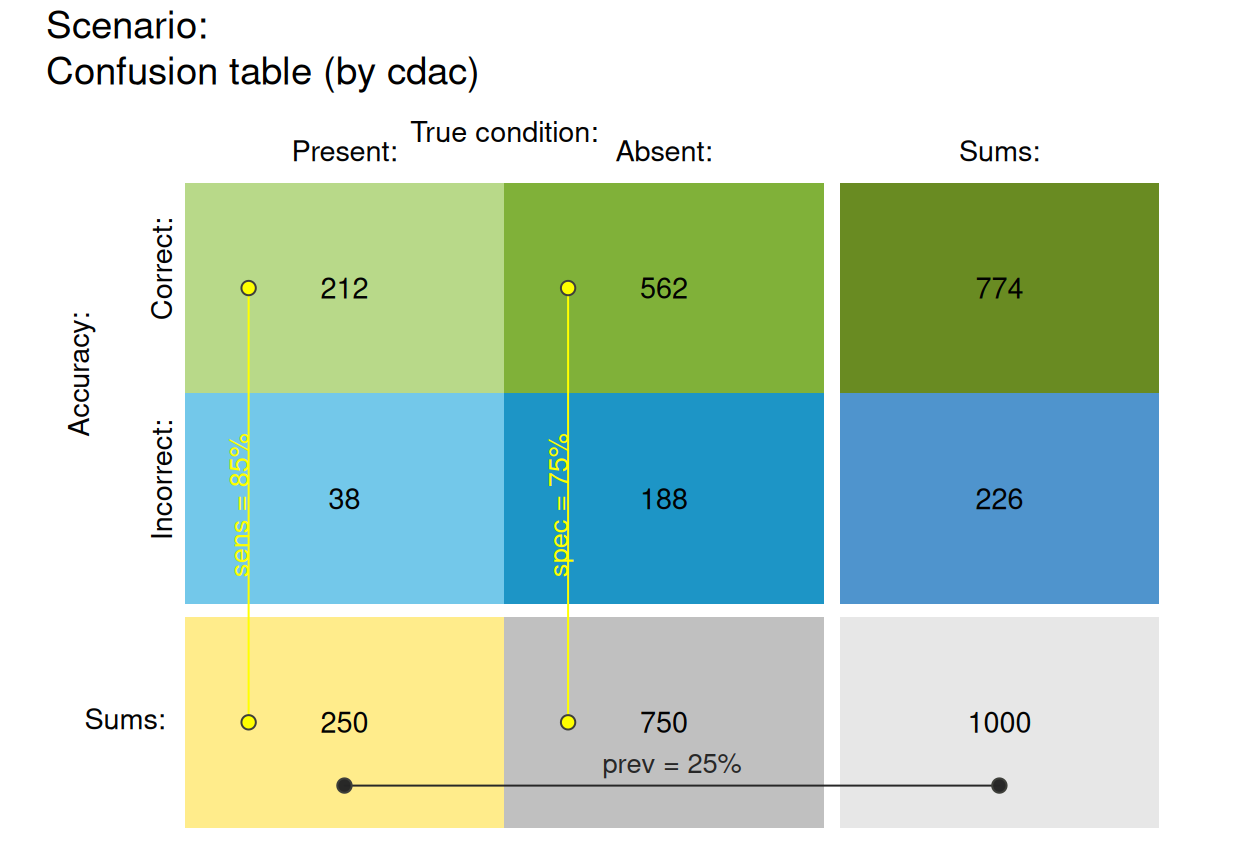 Scenario:
Confusion table (by cdac)
True condition:
Present:
Absent:
Sums:
Accuracy:
Correct:
212
562
774
Incorrect:
sens = 85%
38
spec = 75%
188
226
Sums:
250
750
1000
prev = 25%